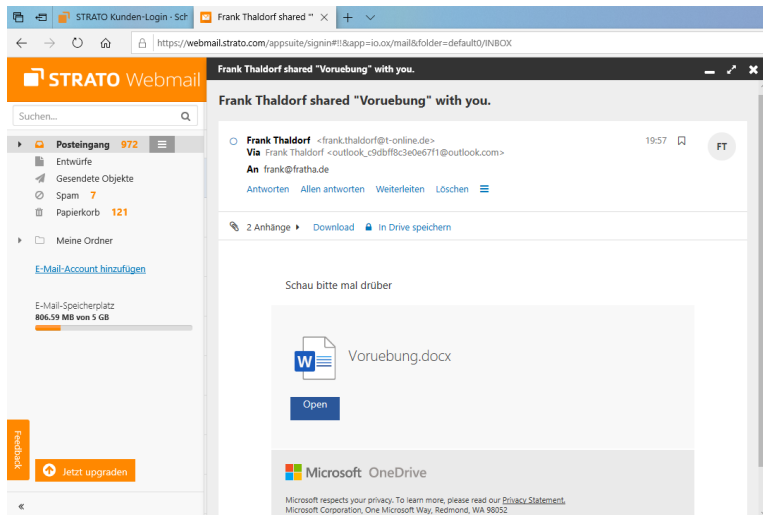 STRATO Kunden-Login - Sch
Frank Thaldorf shared "
https://webmail.strato.com/appsuite/signin#!!&app=io.ox/mail&folder=default0/INBOX
STRATO Webmail
Suchen...
Posteingang 972
Entwürfe
Gesendete Objekte
Spam 7
Papierkorb 121
Meine Ordner
E-Mail-Account hinzufügen
E-Mail-Speicherplatz
806.59 MB von 5 GB
Feedback
Jetzt upgraden
Frank Thaldorf shared "Voruebung" with you.
Frank Thaldorf shared "Voruebung" with you.
Frank Thaldorf <frank.thaldorf@t-online.de> 19:57
FT
Via Frank Thaldorf <outlook_c9dbff8c3e0e67f1@outlook.com>
An frank@fratha.de
Antworten Allen antworten Weiterleiten Löschen
2 Anhänge Download In Drive speichern
Schau bitte mal drüber
W
Voruebung.docx
Open
Microsoft OneDrive
Microsoft respects your privacy. To learn more, please read our Privacy Statement.
Microsoft Corporation, One Microsoft Way, Redmond, WA 98052